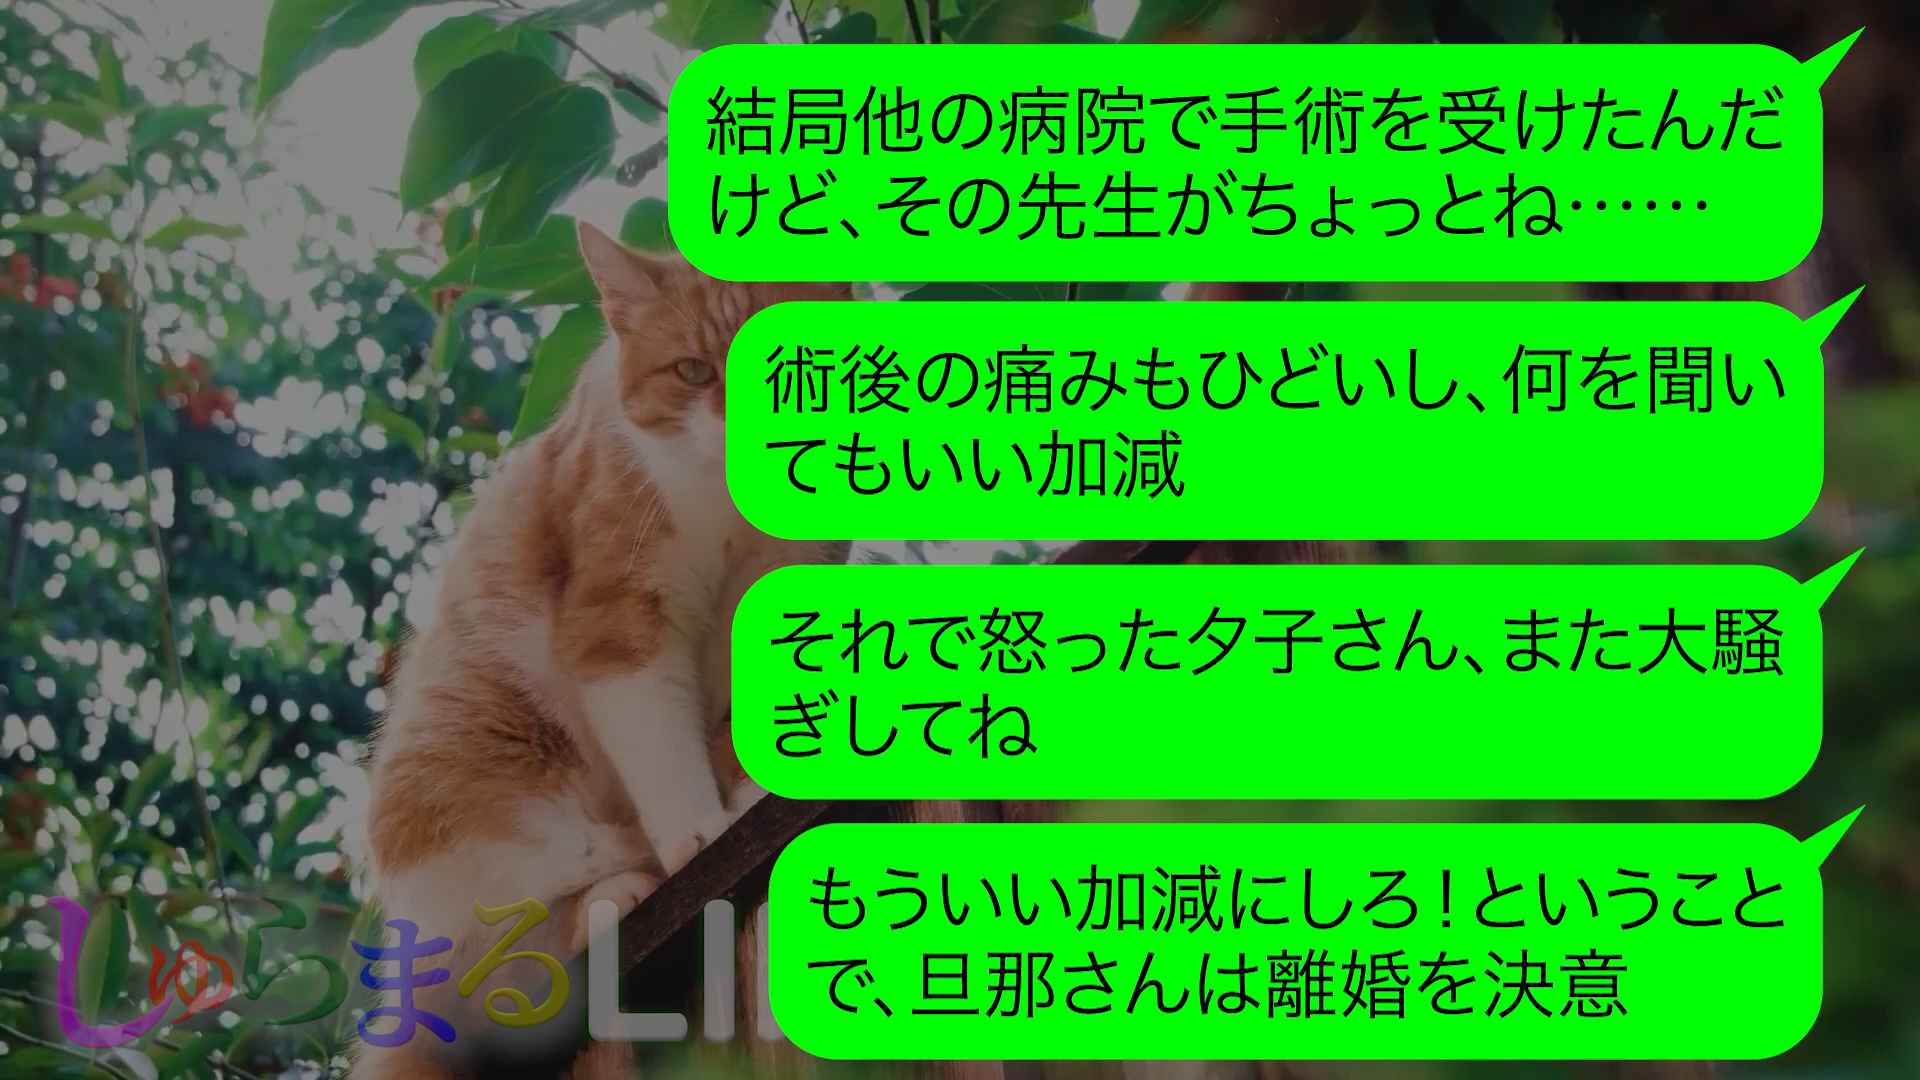 結局他の病院で手術を受けたんだ
けど、その先生がちょっとね……
術後の痛みもひどいし、何を聞い
てもいい加減
それで怒った夕子さん、また大騒
ぎしてね
もういい加減にしろ！ということ
で、旦那さんは離婚を決意
しゅらまるLI